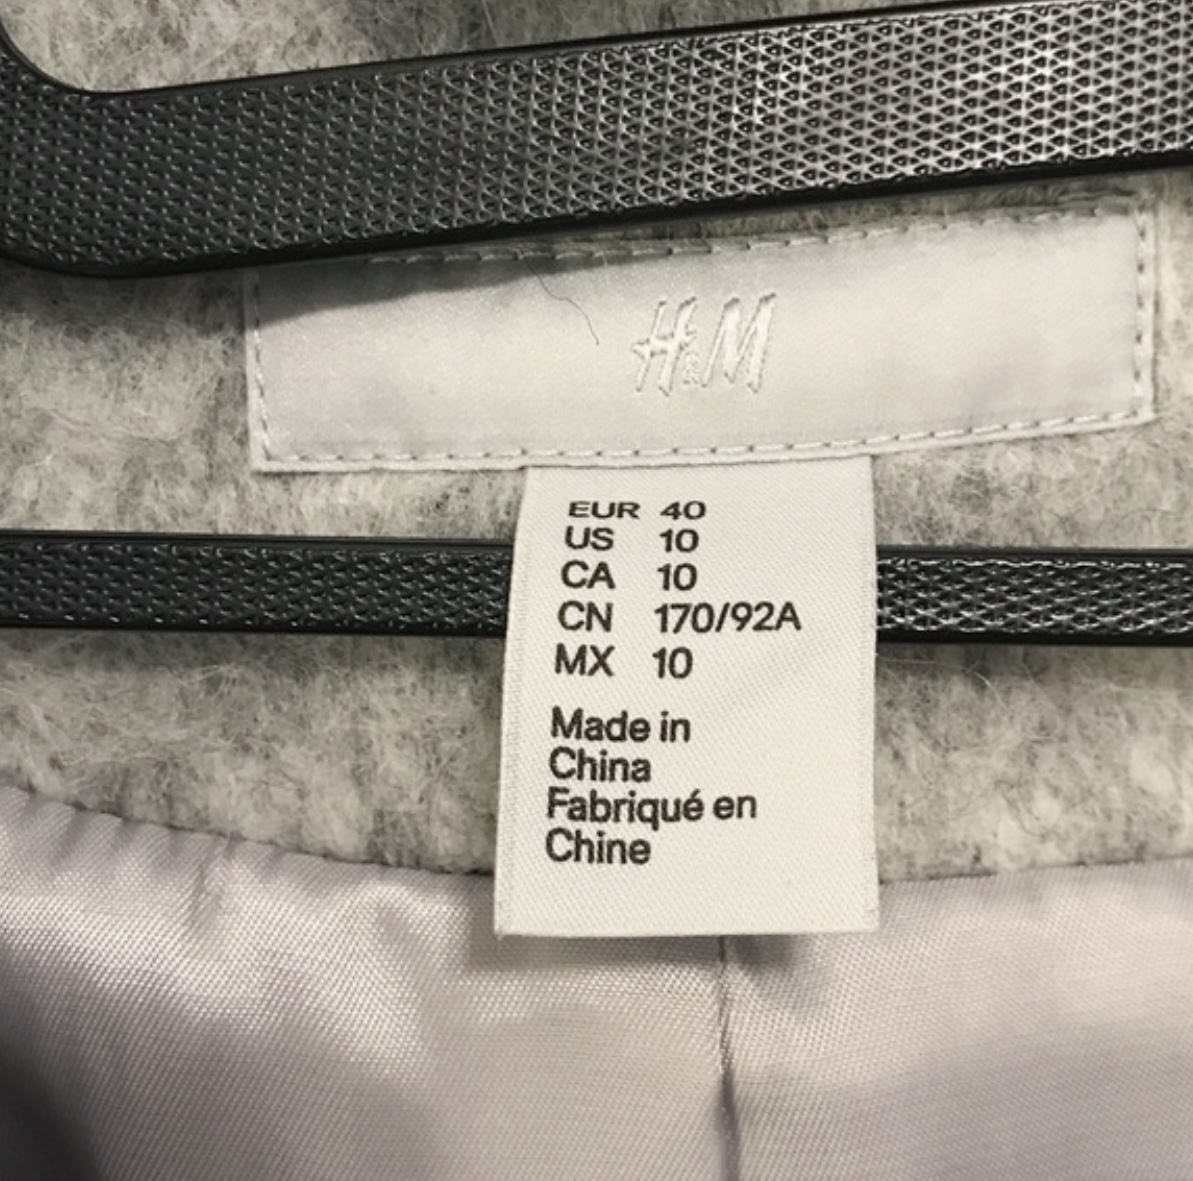 H&M
EUR 40
US 10
CA 10
CN 170/92A
MX 10
Made in
China
Fabriqué en
Chine